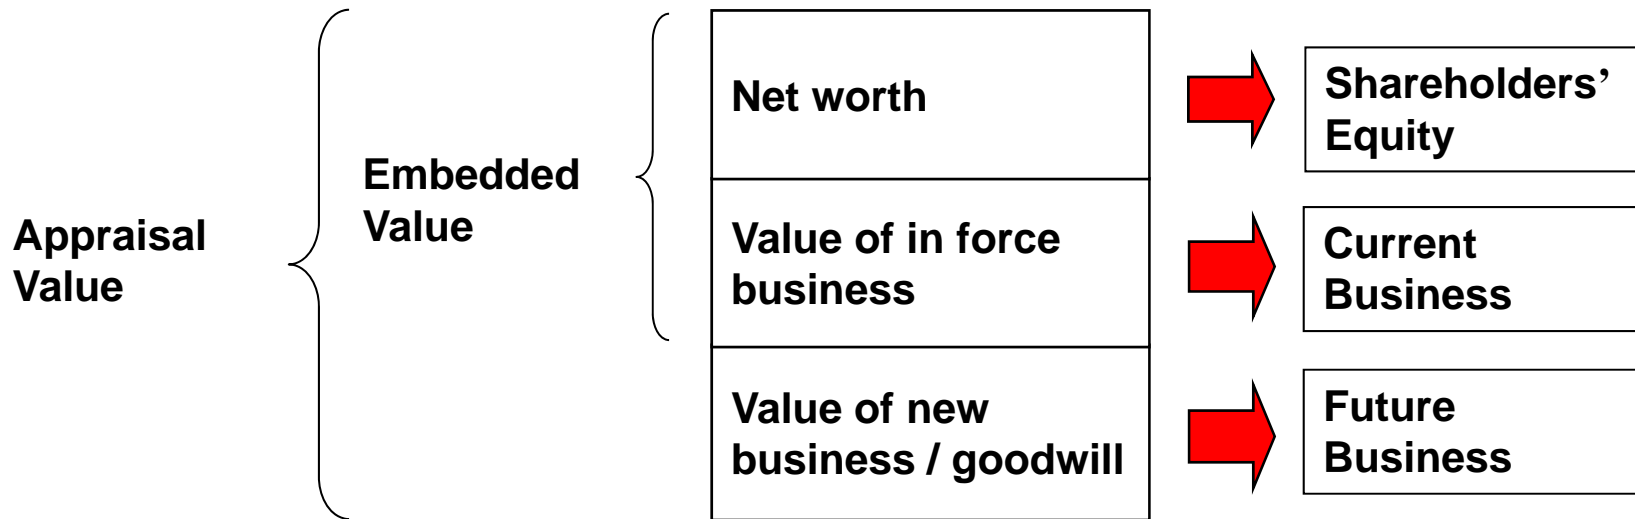 Appraisal
Value
Embedded
Value
Net worth
Shareholders’
Equity
Value of in force
business
Current
Business
Value of new
business / goodwill
Future
Business